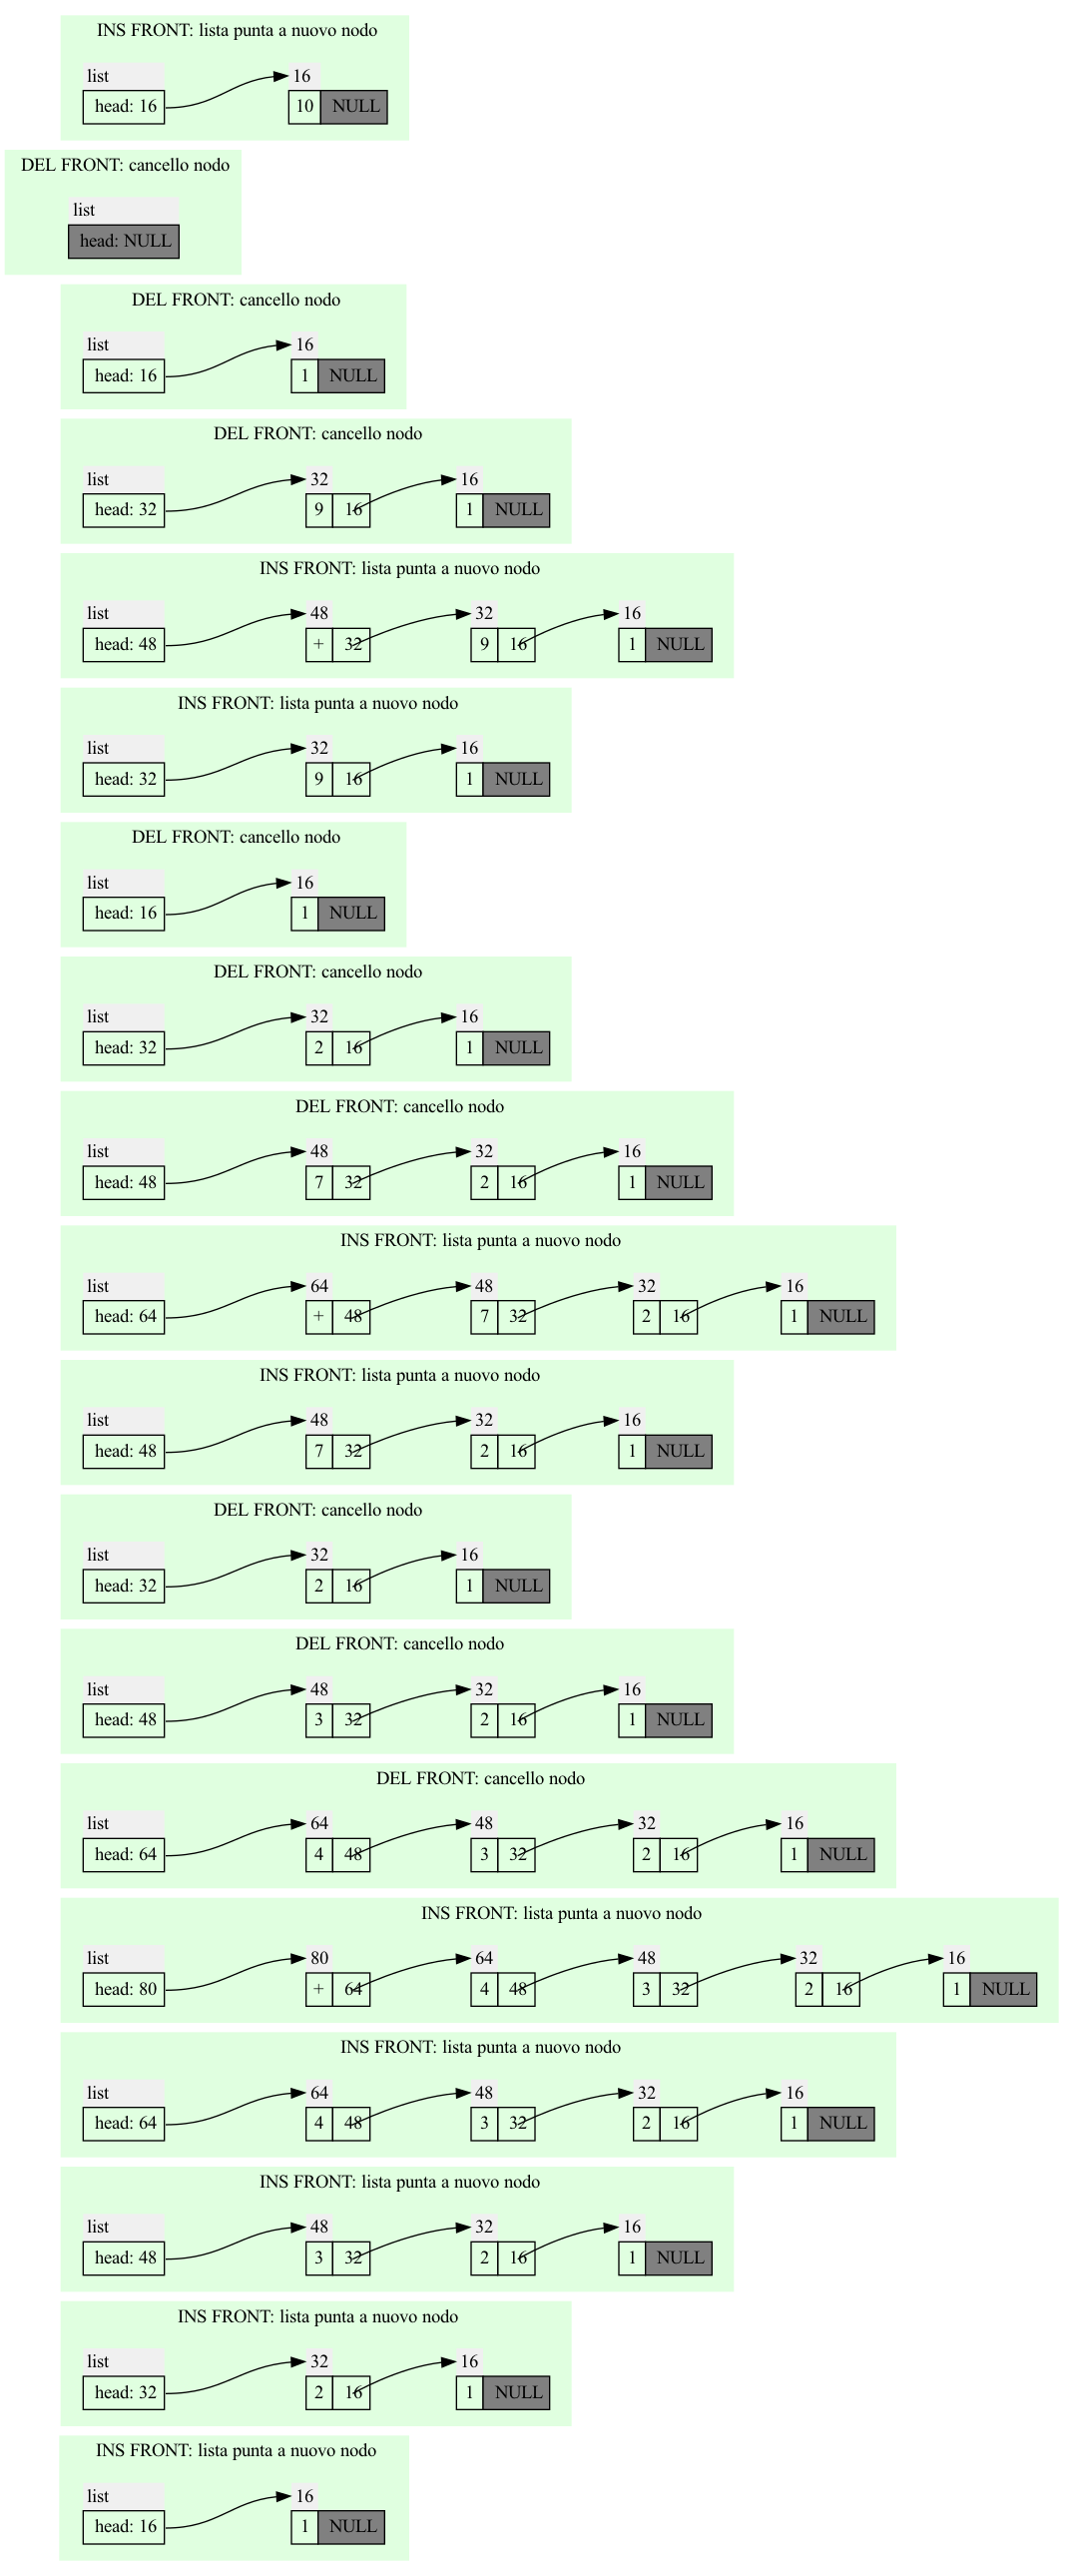 INS FRONT: lista punta a nuovo nodo
list 16
head: 16 10 NULL
DEL FRONT: cancello nodo
list
head: NULL
DEL FRONT: cancello nodo
list 16
head: 16 1 NULL
DEL FRONT: cancello nodo
list 32 16
head: 32 9 16 1 NULL
INS FRONT: lista punta a nuovo nodo
list 48 32 16
head: 48 + 32 9 16 1 NULL
INS FRONT: lista punta a nuovo nodo
list 32 16
head: 32 9 16 1 NULL
DEL FRONT: cancello nodo
list 16
head: 16 1 NULL
DEL FRONT: cancello nodo
list 32 16
head: 32 2 16 1 NULL
DEL FRONT: cancello nodo
list 48 32 16
head: 48 7 32 2 16 1 NULL
INS FRONT: lista punta a nuovo nodo
list 64 48 32 16
head: 64 + 48 7 32 2 16 1 NULL
INS FRONT: lista punta a nuovo nodo
list 48 32 16
head: 48 7 32 2 16 1 NULL
DEL FRONT: cancello nodo
list 32 16
head: 32 2 16 1 NULL
DEL FRONT: cancello nodo
list 48 32 16
head: 48 3 32 2 16 1 NULL
DEL FRONT: cancello nodo
list 64 48 32 16
head: 64 4 48 3 32 2 16 1 NULL
INS FRONT: lista punta a nuovo nodo
list 80 64 48 32 16
head: 80 + 64 4 48 3 32 2 16 1 NULL
INS FRONT: lista punta a nuovo nodo
list 64 48 32 16
head: 64 4 48 3 32 2 16 1 NULL
INS FRONT: lista punta a nuovo nodo
list 48 32 16
head: 48 3 32 2 16 1 NULL
INS FRONT: lista punta a nuovo nodo
list 32 16
head: 32 2 16 1 NULL
INS FRONT: lista punta a nuovo nodo
list 16
head: 16 1 NULL